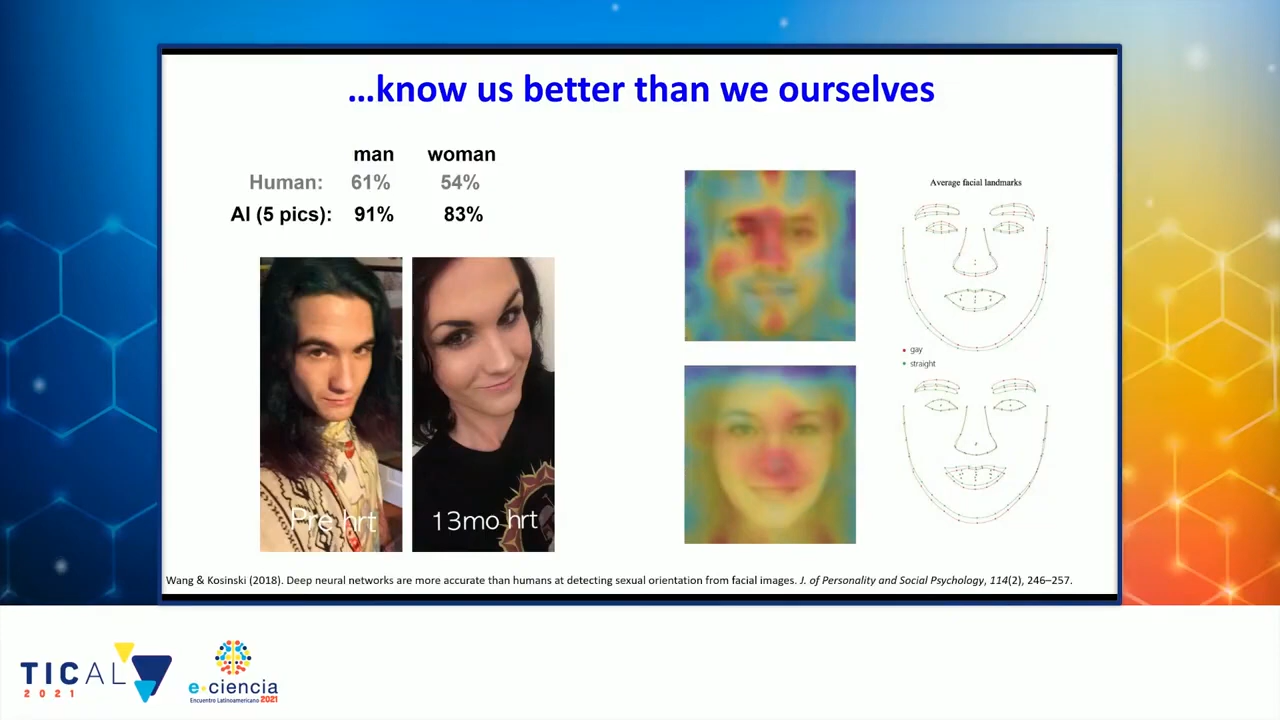 …know us better than we ourselves
man woman
Human: 61% 54%
AI (5 pics): 91% 83%
Pre hrt
13mo hrt
Average facial landmarks
gay
straight
Wang & Kosinski (2018). Deep neural networks are more accurate than humans at detecting sexual orientation from facial images. J. of Personality and Social Psychology, 114(2), 246–257.
TICAL
2021
e·ciencia
Encuentro Latinoamericano 2021